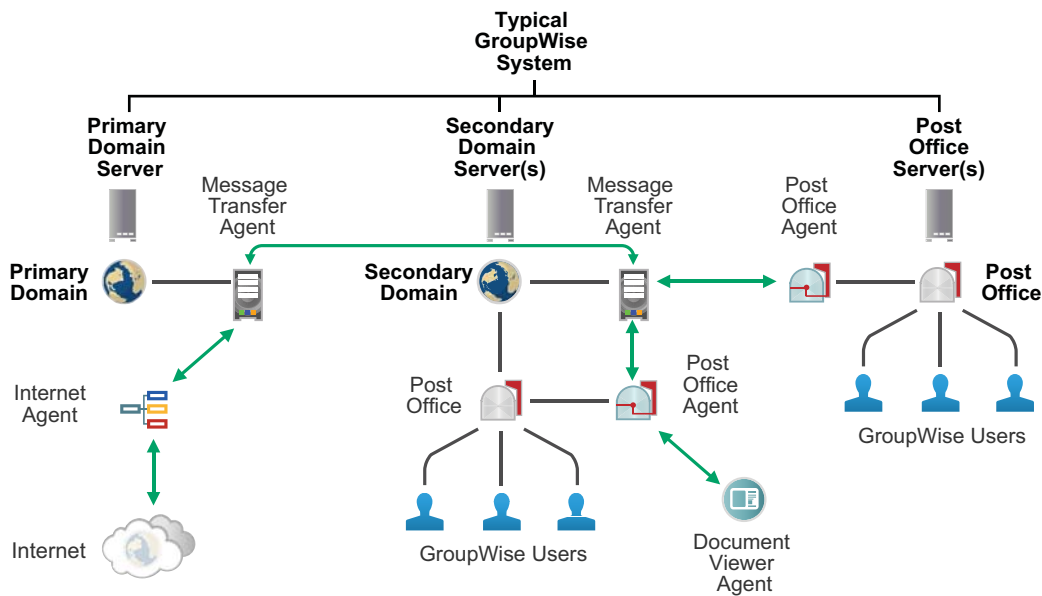 Typical
GroupWise
System
Primary
Domain
Server
Secondary
Domain
Server(s)
Post
Office
Server(s)
Message
Transfer
Agent
Message
Transfer
Agent
Post
Office
Agent
Primary
Domain
Secondary
Domain
Post
Office
Internet
Agent
Post
Office
Post
Office
Agent
GroupWise Users
Internet
GroupWise Users
Document
Viewer
Agent